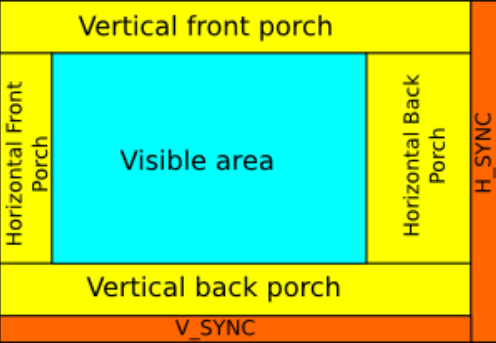 Vertical front porch
Horizontal Front
Porch
Visible area
Horizontal Back
Porch
H_SYNC
Vertical back porch
V_SYNC